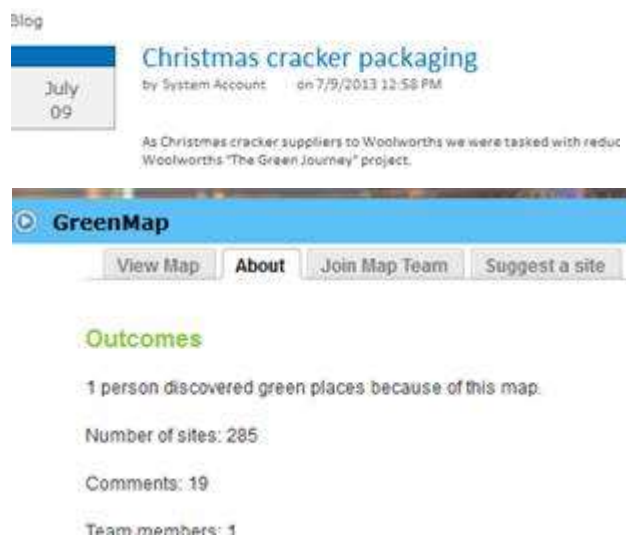 Blog
July
09
Christmas cracker packaging
by System Account on 7/9/2013 12:58 PM
As Christmas cracker suppliers to Woolworths we were tasked with reduc
Woolworths "The Green Journey" project.
GreenMap
View Map About Join Map Team Suggest a site
Outcomes
1 person discovered green places because of this map.
Number of sites: 285
Comments: 19
Team members: 1